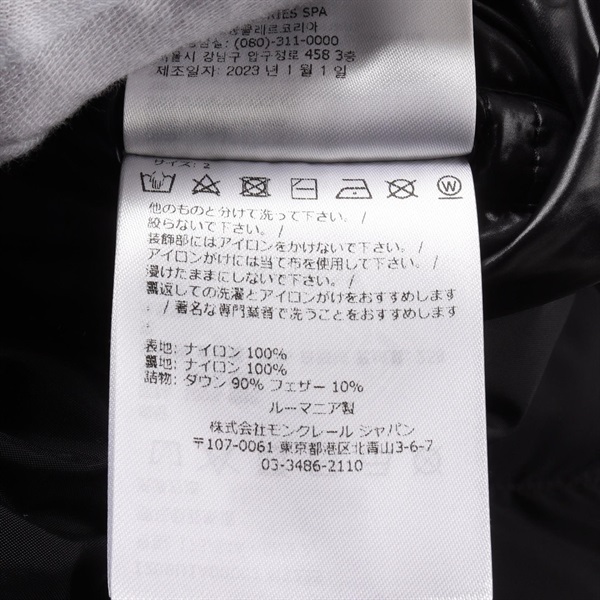 RIES SPA
(080)-311-0000
서울시 강남구 압구정로 458 3층
제조일자: 2023 년 1 월 1 일
サイズ: 2
W
他のものと分けて洗って下さい。/
絞らないで下さい。/
装飾部にはアイロンをかけないで下さい。/
アイロンがけには当て布を使用して下さい。/
浸けたままにしないで下さい。/
裏返しての洗濯とアイロンがけをおすすめします
。/ 著名な専門業者で洗うことをおすすめします
.
表地: ナイロン 100%
裏地: ナイロン 100%
詰物: ダウン 90% フェザー 10%
ルーマニア製
株式会社モンクレール ジャパン
〒107-0061 東京都港区北青山3-6-7
03-3486-2110